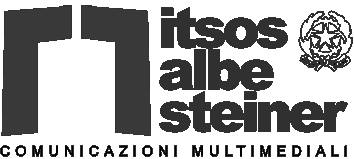 itsos
albe
steiner
COMUNICAZIONI MULTIMEDIALI